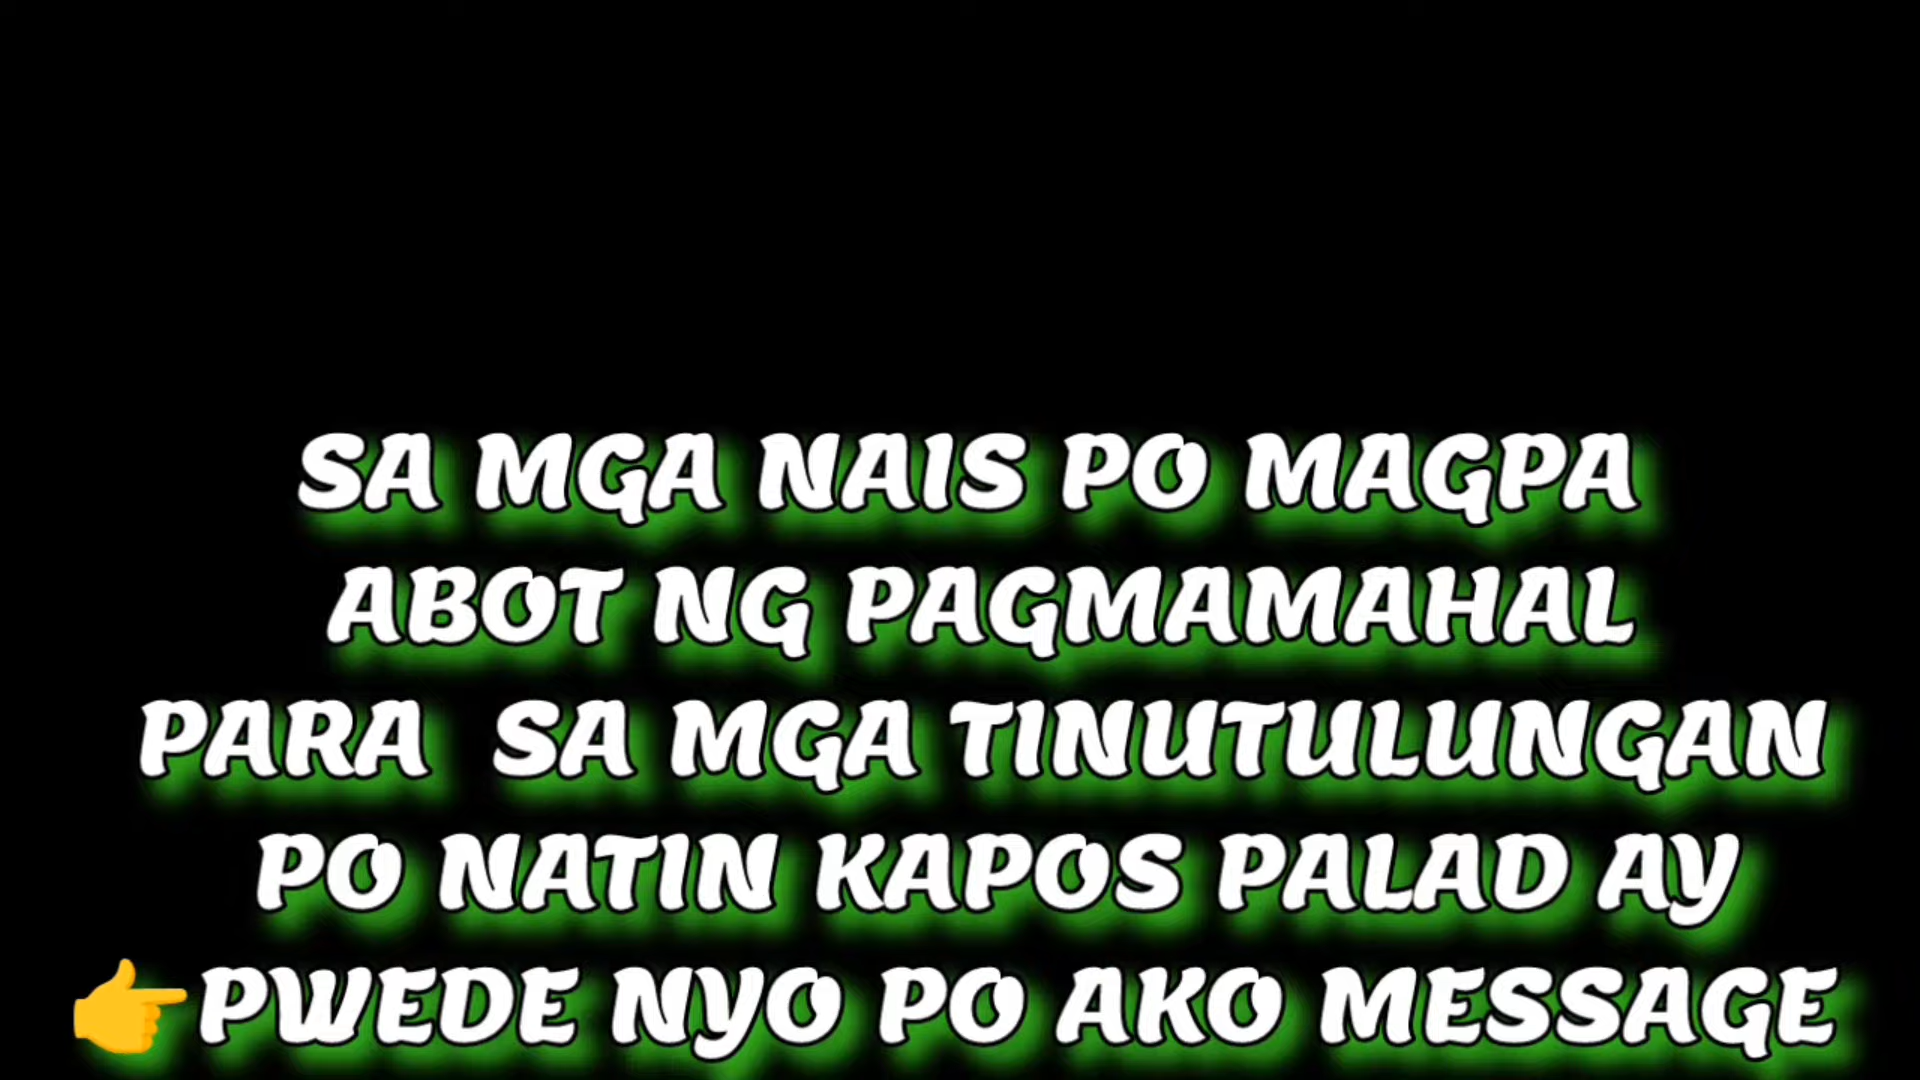 SA MGA NAIS PO MAGPA
ABOT NG PAGMAMAHAL
PARA SA MGA TINUTULUNGAN
PO NATIN KAPOS PALAD AY
👉PWEDE NYO PO AKO MESSAGE